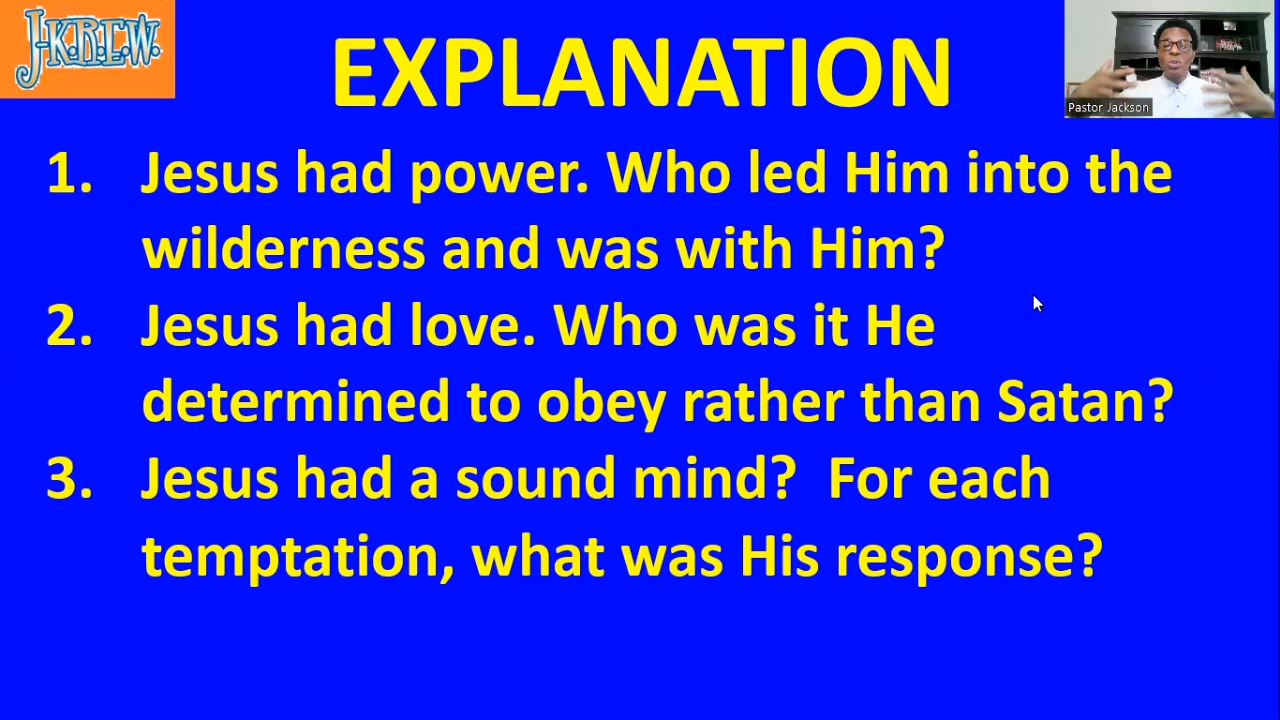 J-K.R.E.W.
EXPLANATION
Pastor Jackson
1. Jesus had power. Who led Him into the
wilderness and was with Him?
2. Jesus had love. Who was it He
determined to obey rather than Satan?
3. Jesus had a sound mind?  For each
temptation, what was His response?